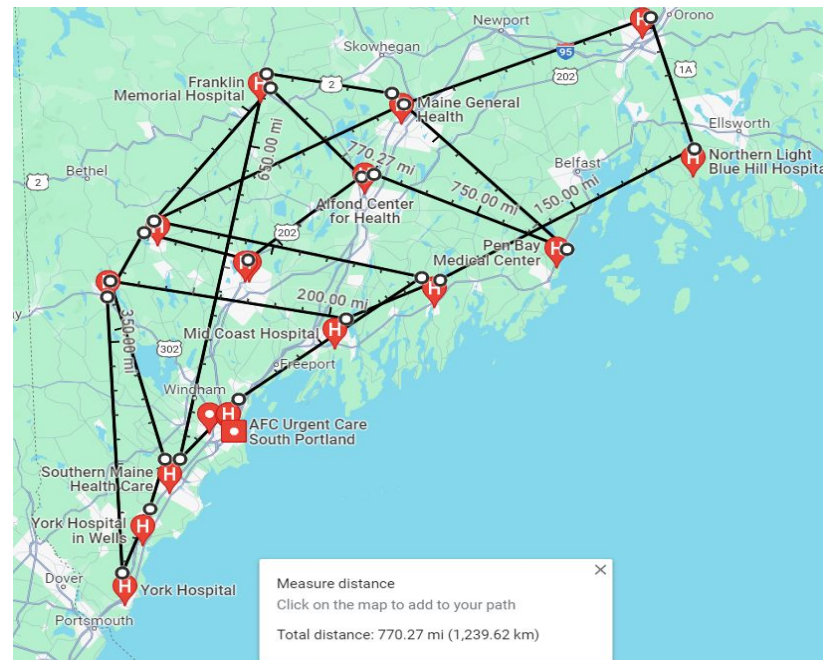 Newport
Orono
Skowhegan
95
2
202
1A
Franklin
Memorial Hospital
Maine General
Health
Ellsworth
650.00 mi
770.27 mi
Northern Light
Blue Hill Hospita
Bethel
Belfast
2
750.00 mi
150.00 mi
Alfond Center
for Health
202
Pen Bay
Medical Center
200.00 mi
350.00 mi
Mid Coast Hospital
302
Freeport
Windham
AFC Urgent Care
South Portland
Southern Maine
Health Care
York Hospital
in Wells
Dover
York Hospital
Portsmouth
Measure distance
Click on the map to add to your path
Total distance: 770.27 mi (1,239.62 km)